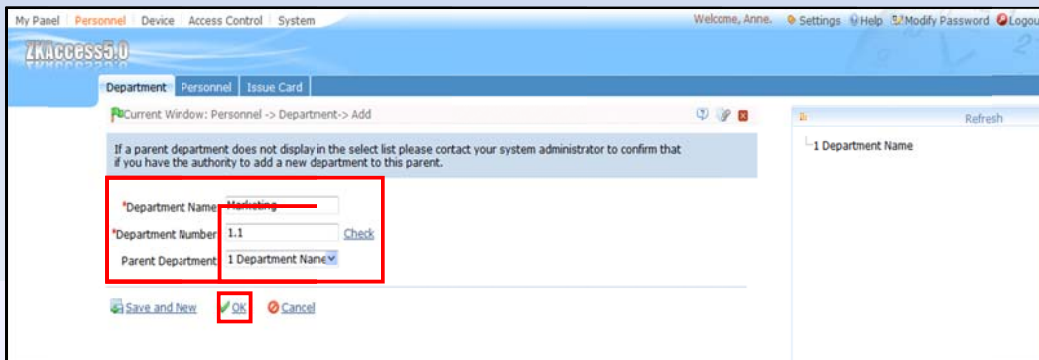 My Panel Personnel Device Access Control System Welcome, Anne. Settings Help Modify Password Logou
ZKAccess5.0
Department Personnel Issue Card
Current Window: Personnel -> Department-> Add
Refresh
If a parent department does not display in the select list please contact your system administrator to confirm that
if you have the authority to add a new department to this parent.
1 Department Name
*Department Name: Marketing
*Department Number: 1.1 Check
Parent Department: 1 Department Name
Save and New OK Cancel